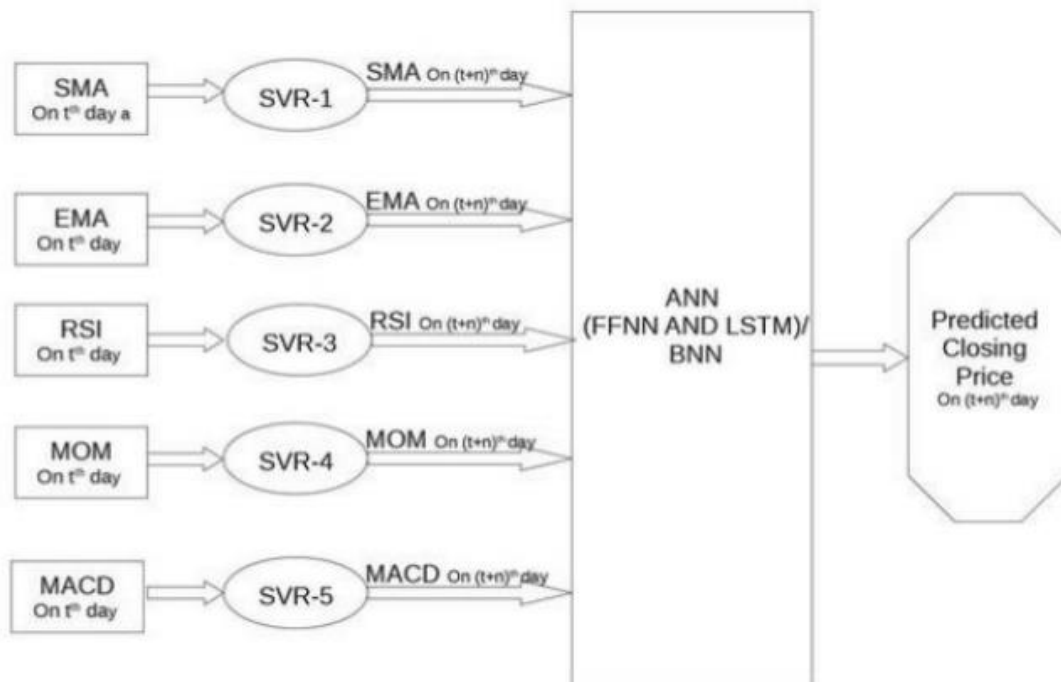 SMA
On tᵗʰ day a
SVR-1
SMA On (t+n)ᵗʰ day
EMA
On tᵗʰ day
SVR-2
EMA On (t+n)ᵗʰ day
RSI
On tᵗʰ day
SVR-3
RSI On (t+n)ᵗʰ day
MOM
On tᵗʰ day
SVR-4
MOM On (t+n)ᵗʰ day
MACD
On tᵗʰ day
SVR-5
MACD On (t+n)ᵗʰ day
ANN
(FFNN AND LSTM)/
BNN
Predicted
Closing
Price
On (t+n)ᵗʰ day